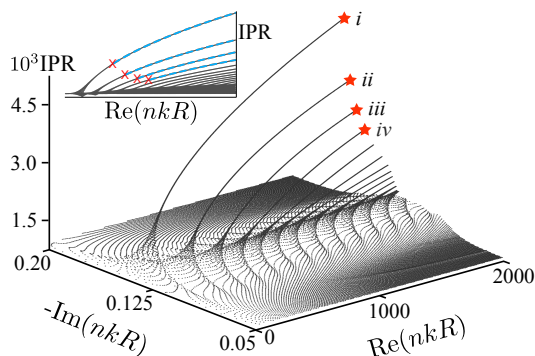 i
IPR
ii
10³IPR
Re(nkR)
iii
4.5
iv
3.0
1.5
0.20
0.125
2000
1000
-Im(nkR)
0.05
0
Re(nkR)